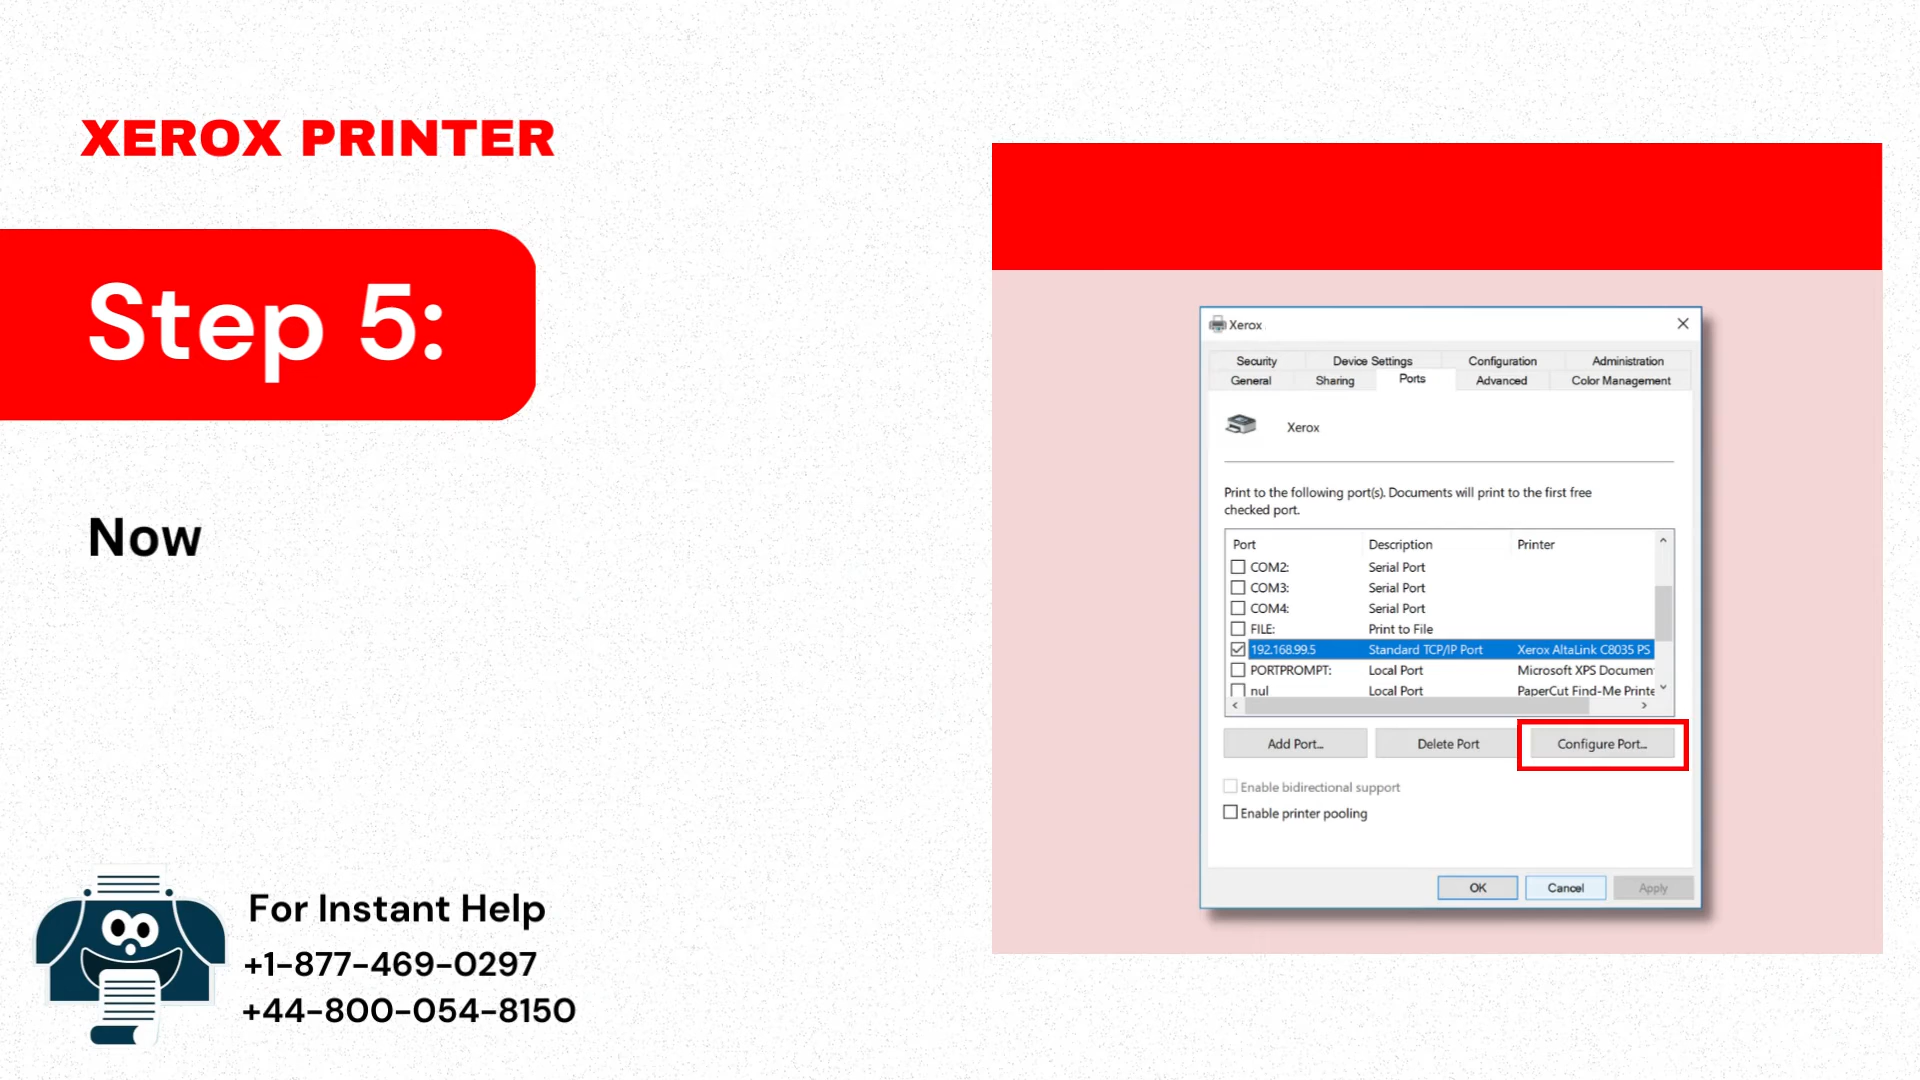 XEROX PRINTER
Step 5:
Now
For Instant Help
+1-877-469-0297
+44-800-054-8150
Xerox
Security Device Settings Configuration Administration
General Sharing Ports Advanced Color Management
Xerox
Print to the following port(s). Documents will print to the first free
checked port.
Port Description Printer
COM2: Serial Port
COM3: Serial Port
COM4: Serial Port
FILE: Print to File
192.168.99.5 Standard TCP/IP Port Xerox AltaLink C8035 PS
PORTPROMPT: Local Port Microsoft XPS Documen
nul Local Port PaperCut Find-Me Printe
Add Port... Delete Port Configure Port...
Enable bidirectional support
Enable printer pooling
OK Cancel Apply